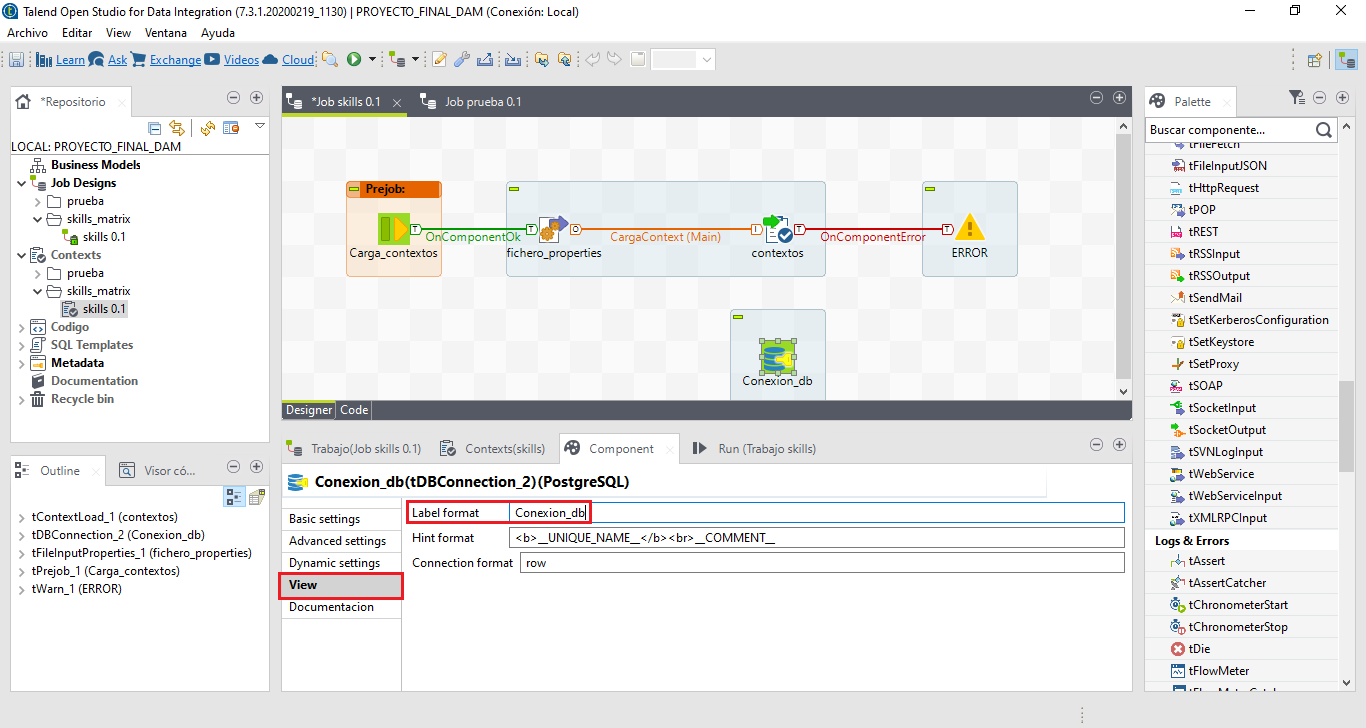 Talend Open Studio for Data Integration (7.3.1.20200219_1130) | PROYECTO_FINAL_DAM (Conexión: Local)
Archivo Editar View Ventana Ayuda
Learn Ask Exchange Videos Cloud
*Repositorio
LOCAL: PROYECTO_FINAL_DAM
Business Models
Job Designs
prueba
skills_matrix
skills 0.1
Contexts
prueba
skills_matrix
skills 0.1
Codigo
SQL Templates
Metadata
Documentation
Recycle bin
Outline Visor có...
tContextLoad_1 (contextos)
tDBConnection_2 (Conexion_db)
tFileInputProperties_1 (fichero_properties)
tPrejob_1 (Carga_contextos)
tWarn_1 (ERROR)
*Job skills 0.1 Job prueba 0.1
Prejob:
T OnComponentOk T O CargaContext (Main) I T OnComponentError T
Carga_contextos fichero_properties contextos ERROR
Conexion_db
Designer Code
Trabajo(Job skills 0.1) Contexts(skills) Component Run (Trabajo skills)
Conexion_db(tDBConnection_2)(PostgreSQL)
Basic settings
Advanced settings
Dynamic settings
View
Documentacion
Label format Conexion_db
Hint format <b>__UNIQUE_NAME__</b><br>__COMMENT__
Connection format row
Palette
Buscar componente...
tFileFetch
tFileInputJSON
tHttpRequest
tPOP
tREST
tRSSInput
tRSSOutput
tSendMail
tSetKerberosConfiguration
tSetKeystore
tSetProxy
tSOAP
tSocketInput
tSocketOutput
tSVNLogInput
tWebService
tWebServiceInput
tXMLRPCInput
Logs & Errors
tAssert
tAssertCatcher
tChronometerStart
tChronometerStop
tDie
tFlowMeter